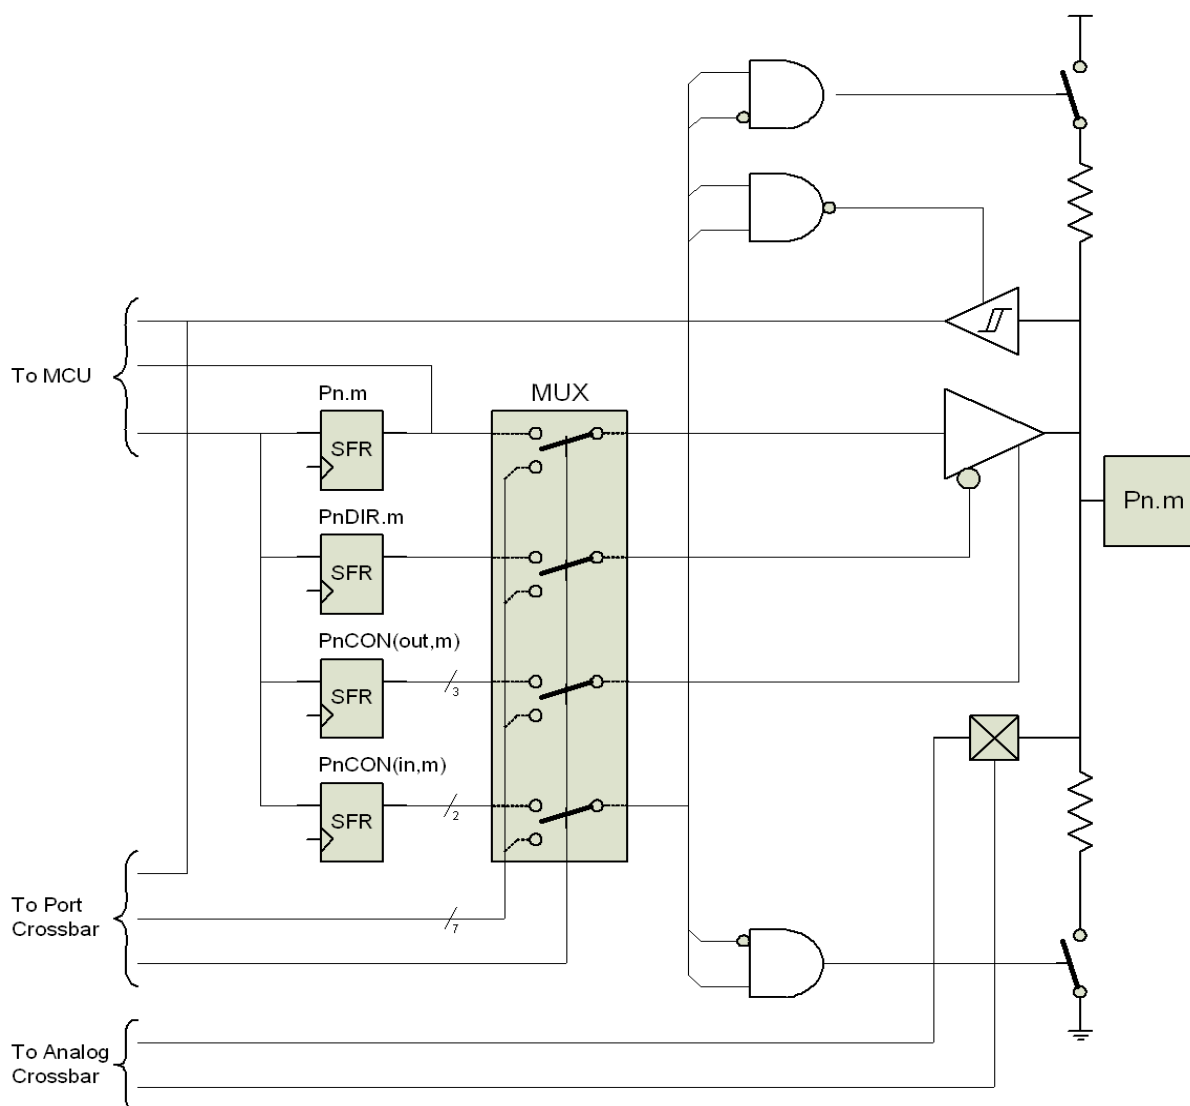 To MCU
Pn.m
MUX
SFR
PnDIR.m
SFR
Pn.m
PnCON(out,m)
SFR
3
PnCON(in,m)
SFR
2
To Port
Crossbar
7
To Analog
Crossbar